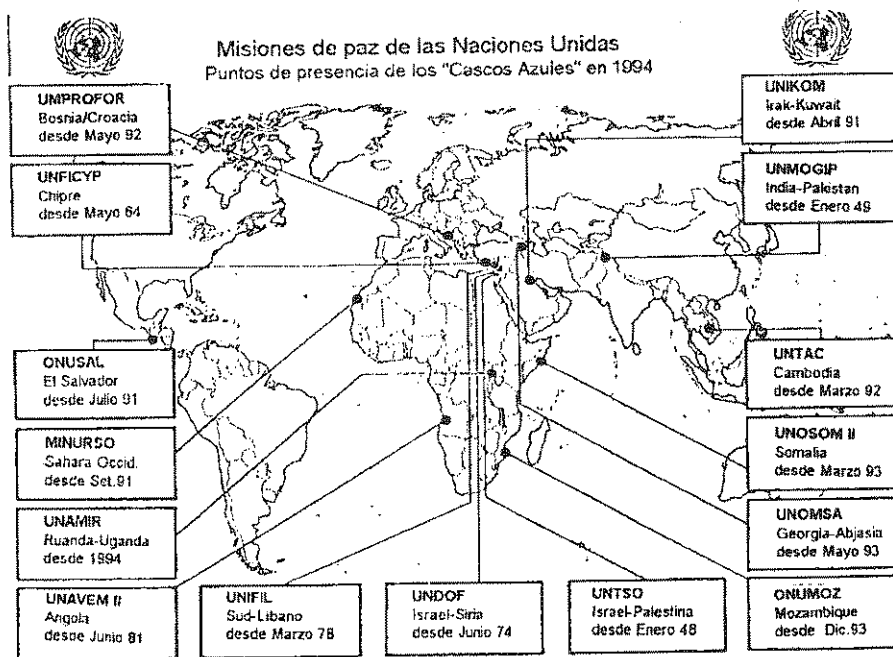 Misiones de paz de las Naciones Unidas
Puntos de presencia de los "Cascos Azules" en 1994
UMPROFOR
Bosnia/Croacia
desde Mayo 92
UNFICYP
Chipre
desde Mayo 64
UNIKOM
Irak-Kuwait
desde Abril 91
UNMOGIP
India-Pakistan
desde Enero 49
ONUSAL
El Salvador
desde Julio 91
MINURSO
Sahara Occid.
desde Set.91
UNAMIR
Ruanda-Uganda
desde 1994
UNAVEM II
Angola
desde Junio 81
UNIFIL
Sud-Libano
desde Marzo 78
UNDOF
Israel-Siria
desde Junio 74
UNTSO
Israel-Palestina
desde Enero 48
UNTAC
Cambodia
desde Marzo 92
UNOSOM II
Somalia
desde Marzo 93
UNOMSA
Georgia-Abjasia
desde Mayo 93
ONUMOZ
Mozambique
desde Dic.93